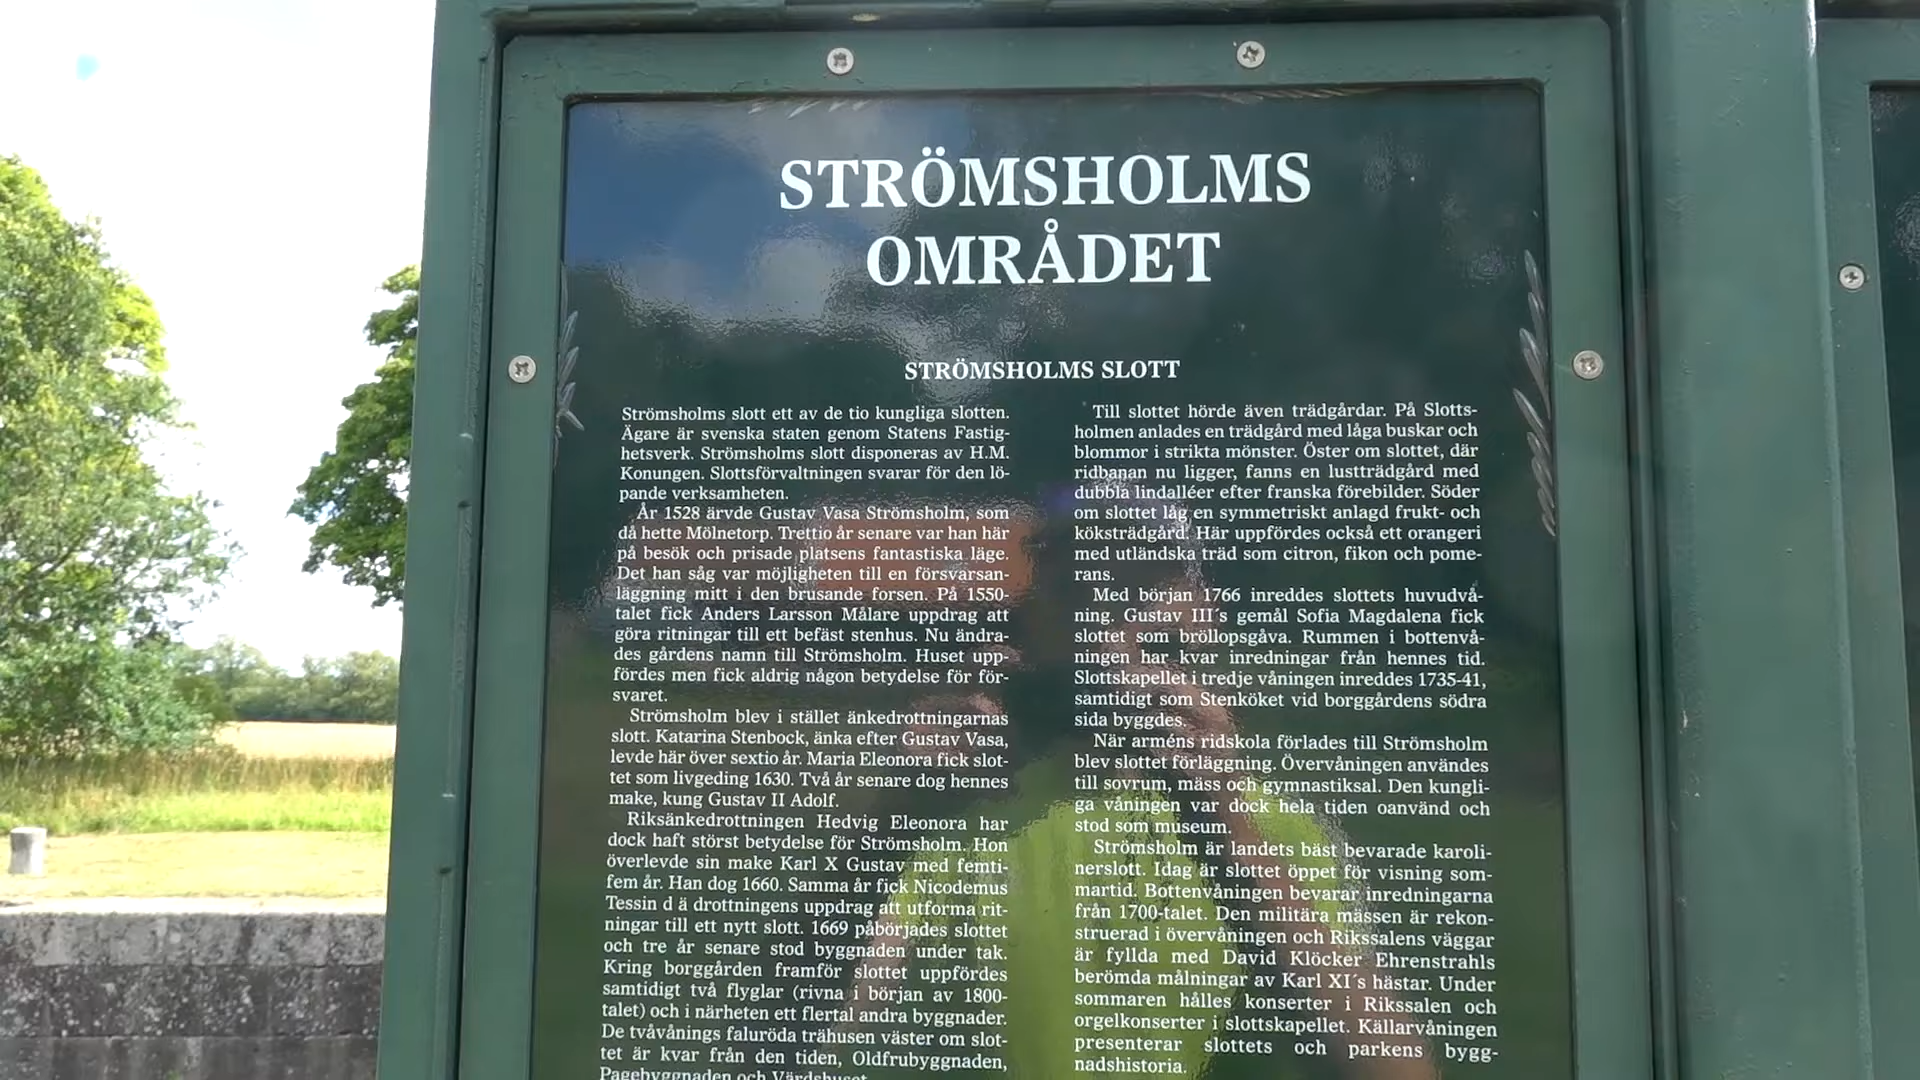 STRÖMSHOLMS
OMRÅDET
STRÖMSHOLMS SLOTT
Strömsholms slott ett av de tio kungliga slotten.
Ägare är svenska staten genom Statens Fastig-
hetsverk. Strömsholms slott disponeras av H.M.
Konungen. Slottsförvaltningen svarar för den lö-
pande verksamheten.
År 1528 ärvde Gustav Vasa Strömsholm, som
då hette Mölnetorp. Trettio år senare var han här
på besök och prisade platsens fantastiska läge.
Det han såg var möjligheten till en försvarsan-
läggning mitt i den brusande forsen. På 1550-
talet fick Anders Larsson Målare uppdrag att
göra ritningar till ett befäst stenhus. Nu ändra-
des gårdens namn till Strömsholm. Huset upp-
fördes men fick aldrig någon betydelse för för-
svaret.
Strömsholm blev i stället änkedrottningarnas
slott. Katarina Stenbock, änka efter Gustav Vasa,
levde här över sextio år. Maria Eleonora fick slot-
tet som livgeding 1630. Två år senare dog hennes
make, kung Gustav II Adolf.
Riksänkedrottningen Hedvig Eleonora har
dock haft störst betydelse för Strömsholm. Hon
överlevde sin make Karl X Gustav med femti-
fem år. Han dog 1660. Samma år fick Nicodemus
Tessin d ä drottningens uppdrag att utforma rit-
ningar till ett nytt slott. 1669 påbörjades slottet
och tre år senare stod byggnaden under tak.
Kring borggården framför slottet uppfördes
samtidigt två flyglar (rivna i början av 1800-
talet) och i närheten ett flertal andra byggnader.
De tvåvånings faluröda trähusen väster om slot-
tet är kvar från den tiden, Oldfrubyggnaden,
Pagebyggnaden och Värdshuset.
Till slottet hörde även trädgårdar. På Slotts-
holmen anlades en trädgård med låga buskar och
blommor i strikta mönster. Öster om slottet, där
ridbanan nu ligger, fanns en lustträdgård med
dubbla lindalléer efter franska förebilder. Söder
om slottet låg en symmetriskt anlagd frukt- och
köksträdgård. Här uppfördes också ett orangeri
med utländska träd som citron, fikon och pome-
rans.
Med början 1766 inreddes slottets huvudvå-
ning. Gustav III´s gemål Sofia Magdalena fick
slottet som bröllopsgåva. Rummen i bottenvå-
ningen har kvar inredningar från hennes tid.
Slottskapellet i tredje våningen inreddes 1735-41,
samtidigt som Stenköket vid borggårdens södra
sida byggdes.
När arméns ridskola förlades till Strömsholm
blev slottet förläggning. Övervåningen användes
till sovrum, mäss och gymnastiksal. Den kungli-
ga våningen var dock hela tiden oanvänd och
stod som museum.
Strömsholm är landets bäst bevarade karoli-
nerslott. Idag är slottet öppet för visning som-
martid. Bottenvåningen bevarar inredningarna
från 1700-talet. Den militära mässen är rekon-
struerad i övervåningen och Rikssalens väggar
är fyllda med David Klöcker Ehrenstrahls
berömda målningar av Karl XI´s hästar. Under
sommaren hålles konserter i Rikssalen och
orgelkonserter i slottskapellet. Källarvåningen
presenterar slottets och parkens bygg-
nadshistoria.